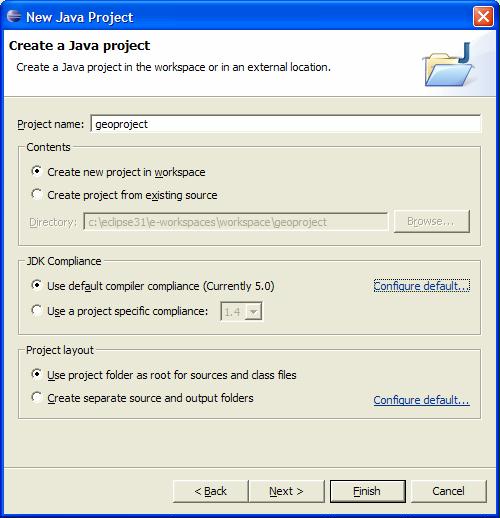 New Java Project
Create a Java project
Create a Java project in the workspace or in an external location.
Project name: geoproject
Contents
Create new project in workspace
Create project from existing source
Directory: c:\eclipse31\e-workspaces\workspace\geoproject Browse...
JDK Compliance
Use default compiler compliance (Currently 5.0) Configure default...
Use a project specific compliance: 1.4
Project layout
Use project folder as root for sources and class files
Create separate source and output folders Configure default...
< Back Next > Finish Cancel